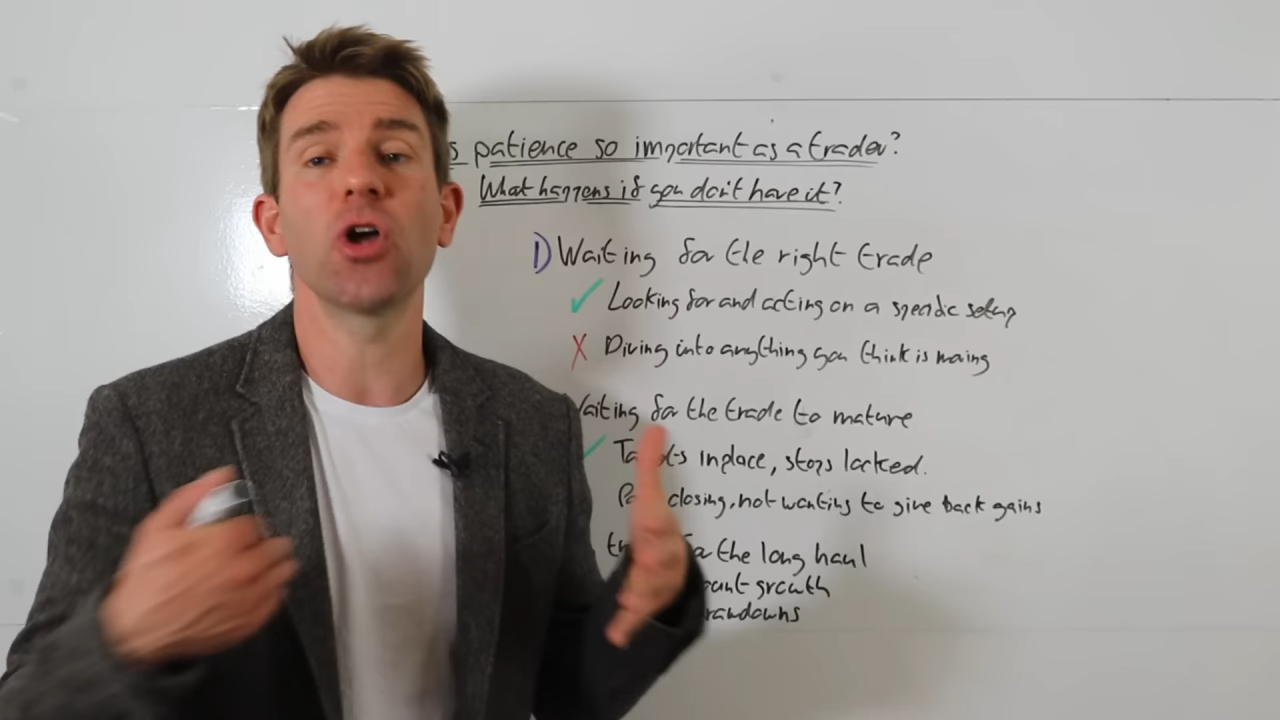 s patience so important as a trader?
What happens if you don't have it?
1) Waiting for the right trade
✓ Looking for and acting on a specific setup
X Diving into anything you think is moving
Waiting for the trade to mature
✓ in place, stops locked.
closing, not wanting to give back gains
the long haul
growth